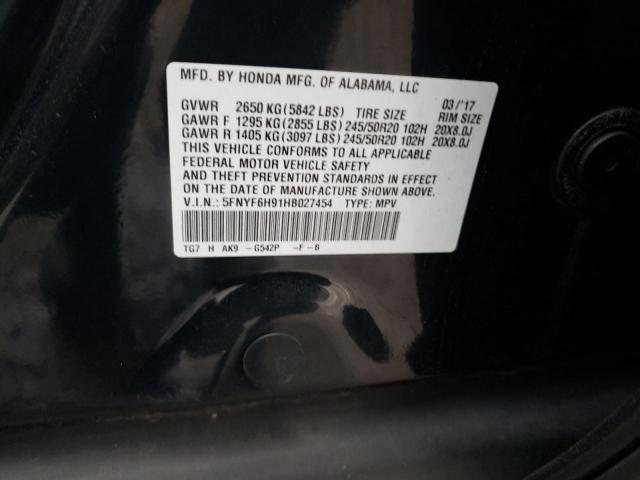 MFD. BY HONDA MFG. OF ALABAMA, LLC
03/'17
GVWR 2650 KG(5842 LBS) TIRE SIZE RIM SIZE
GAWR F 1295 KG(2855 LBS)245/50R20 102H 20X8.0J
GAWR R 1405 KG(3097 LBS)245/50R20 102H 20X8.0J
THIS VEHICLE CONFORMS TO ALL APPLICABLE
FEDERAL MOTOR VEHICLE SAFETY
AND THEFT PREVENTION STANDARDS IN EFFECT
ON THE DATE OF MANUFACTURE SHOWN ABOVE.
V.I.N.: 5FNYF6H91HB027454 TYPE: MPV
TG7 H AK9 -G542P -F-B